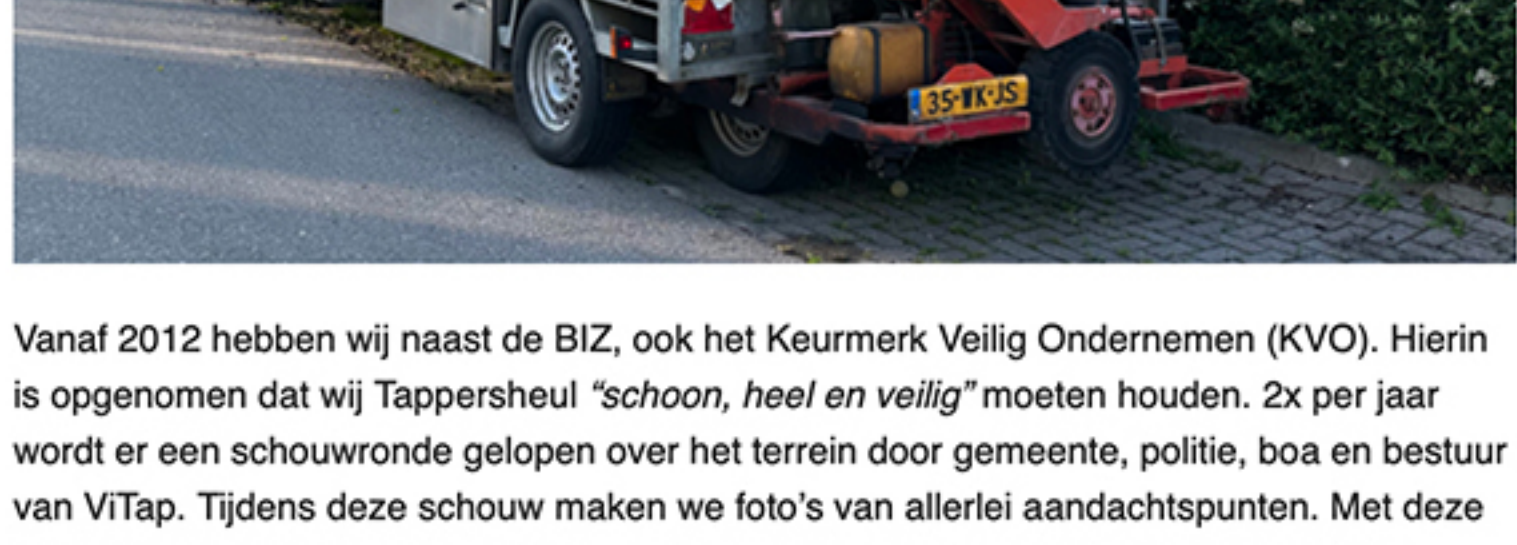 35-WK-JS
Vanaf 2012 hebben wij naast de BIZ, ook het Keurmerk Veilig Ondernemen (KVO). Hierin
is opgenomen dat wij Tappersheul “schoon, heel en veilig” moeten houden. 2x per jaar
wordt er een schouwronde gelopen over het terrein door gemeente, politie, boa en bestuur
van ViTap. Tijdens deze schouw maken we foto’s van allerlei aandachtspunten. Met deze